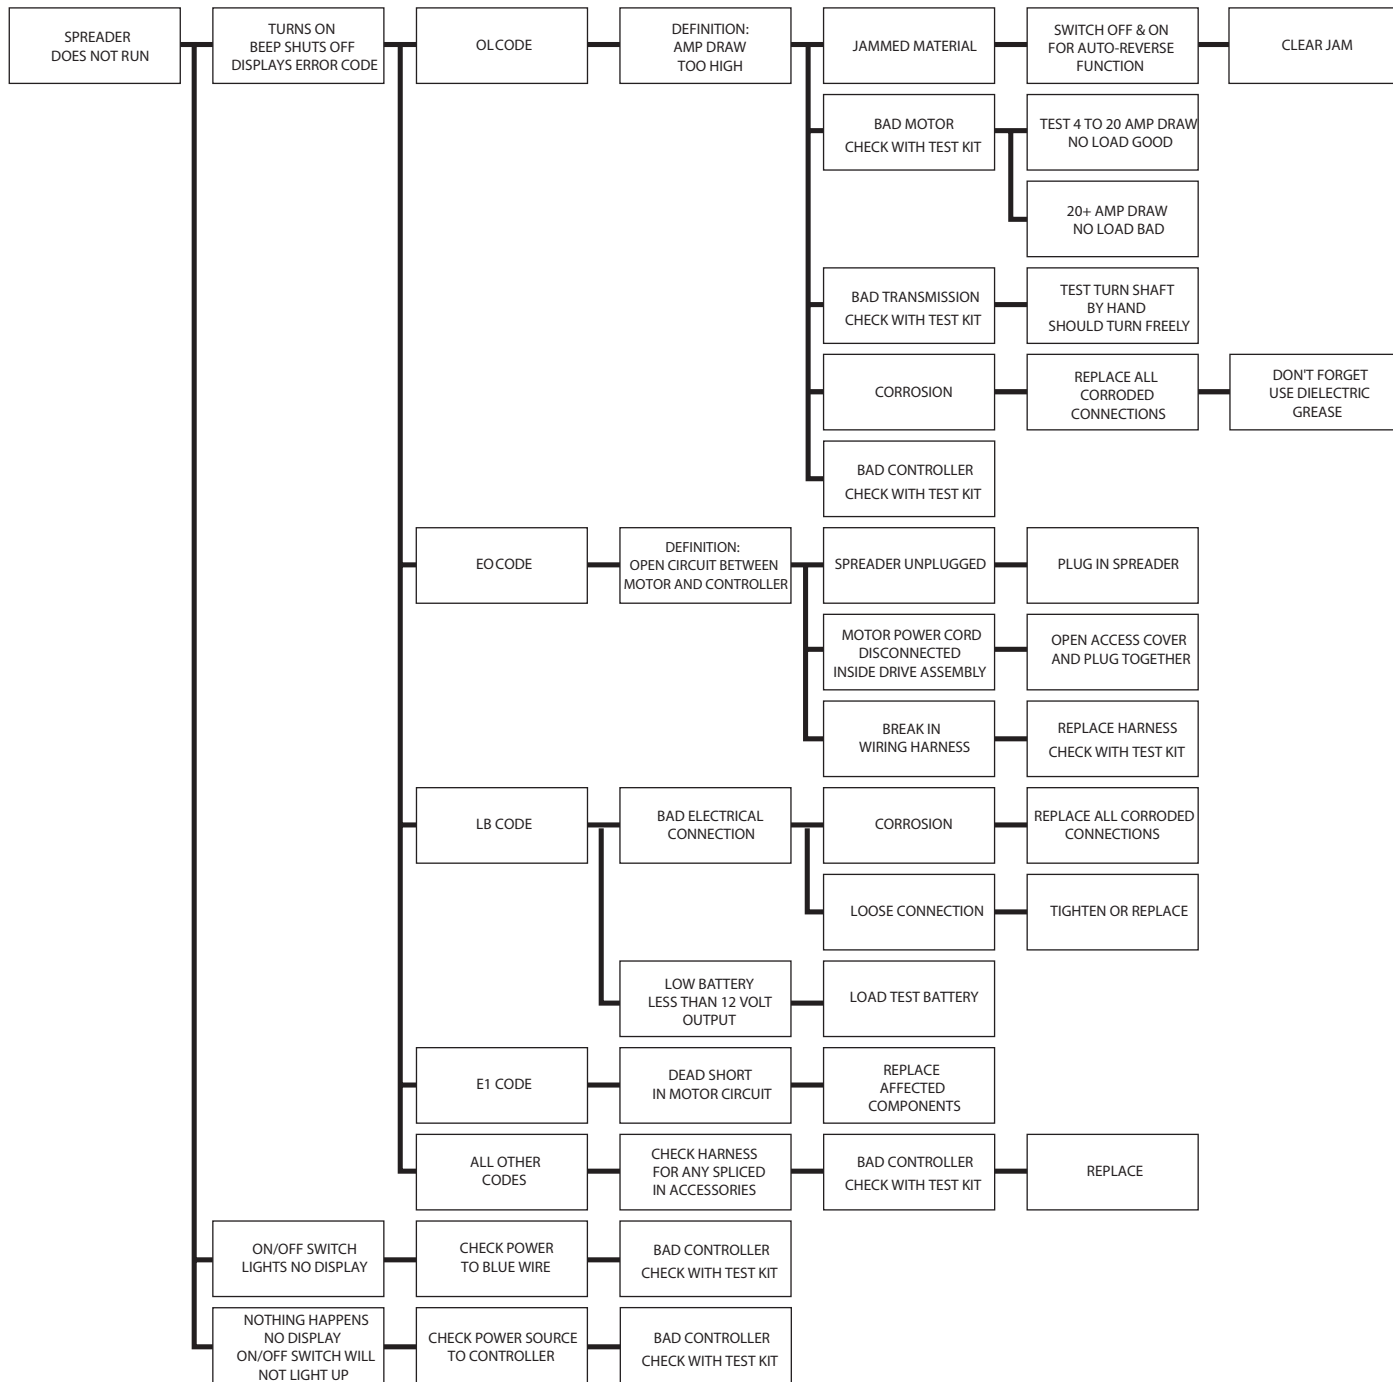 SPREADER
DOES NOT RUN
TURNS ON
BEEP SHUTS OFF
DISPLAYS ERROR CODE
OL CODE
DEFINITION:
AMP DRAW
TOO HIGH
JAMMED MATERIAL
SWITCH OFF & ON
FOR AUTO-REVERSE
FUNCTION
CLEAR JAM
BAD MOTOR
CHECK WITH TEST KIT
TEST 4 TO 20 AMP DRAW
NO LOAD GOOD
20+ AMP DRAW
NO LOAD BAD
BAD TRANSMISSION
CHECK WITH TEST KIT
TEST TURN SHAFT
BY HAND
SHOULD TURN FREELY
CORROSION
REPLACE ALL
CORRODED
CONNECTIONS
DON'T FORGET
USE DIELECTRIC
GREASE
BAD CONTROLLER
CHECK WITH TEST KIT
EO CODE
DEFINITION:
OPEN CIRCUIT BETWEEN
MOTOR AND CONTROLLER
SPREADER UNPLUGGED
PLUG IN SPREADER
MOTOR POWER CORD
DISCONNECTED
INSIDE DRIVE ASSEMBLY
OPEN ACCESS COVER
AND PLUG TOGETHER
BREAK IN
WIRING HARNESS
REPLACE HARNESS
CHECK WITH TEST KIT
LB CODE
BAD ELECTRICAL
CONNECTION
CORROSION
REPLACE ALL CORRODED
CONNECTIONS
LOOSE CONNECTION
TIGHTEN OR REPLACE
LOW BATTERY
LESS THAN 12 VOLT
OUTPUT
LOAD TEST BATTERY
E1 CODE
DEAD SHORT
IN MOTOR CIRCUIT
REPLACE
AFFECTED
COMPONENTS
ALL OTHER
CODES
CHECK HARNESS
FOR ANY SPLICED
IN ACCESSORIES
BAD CONTROLLER
CHECK WITH TEST KIT
REPLACE
ON/OFF SWITCH
LIGHTS NO DISPLAY
CHECK POWER
TO BLUE WIRE
BAD CONTROLLER
CHECK WITH TEST KIT
NOTHING HAPPENS
NO DISPLAY
ON/OFF SWITCH WILL
NOT LIGHT UP
CHECK POWER SOURCE
TO CONTROLLER
BAD CONTROLLER
CHECK WITH TEST KIT